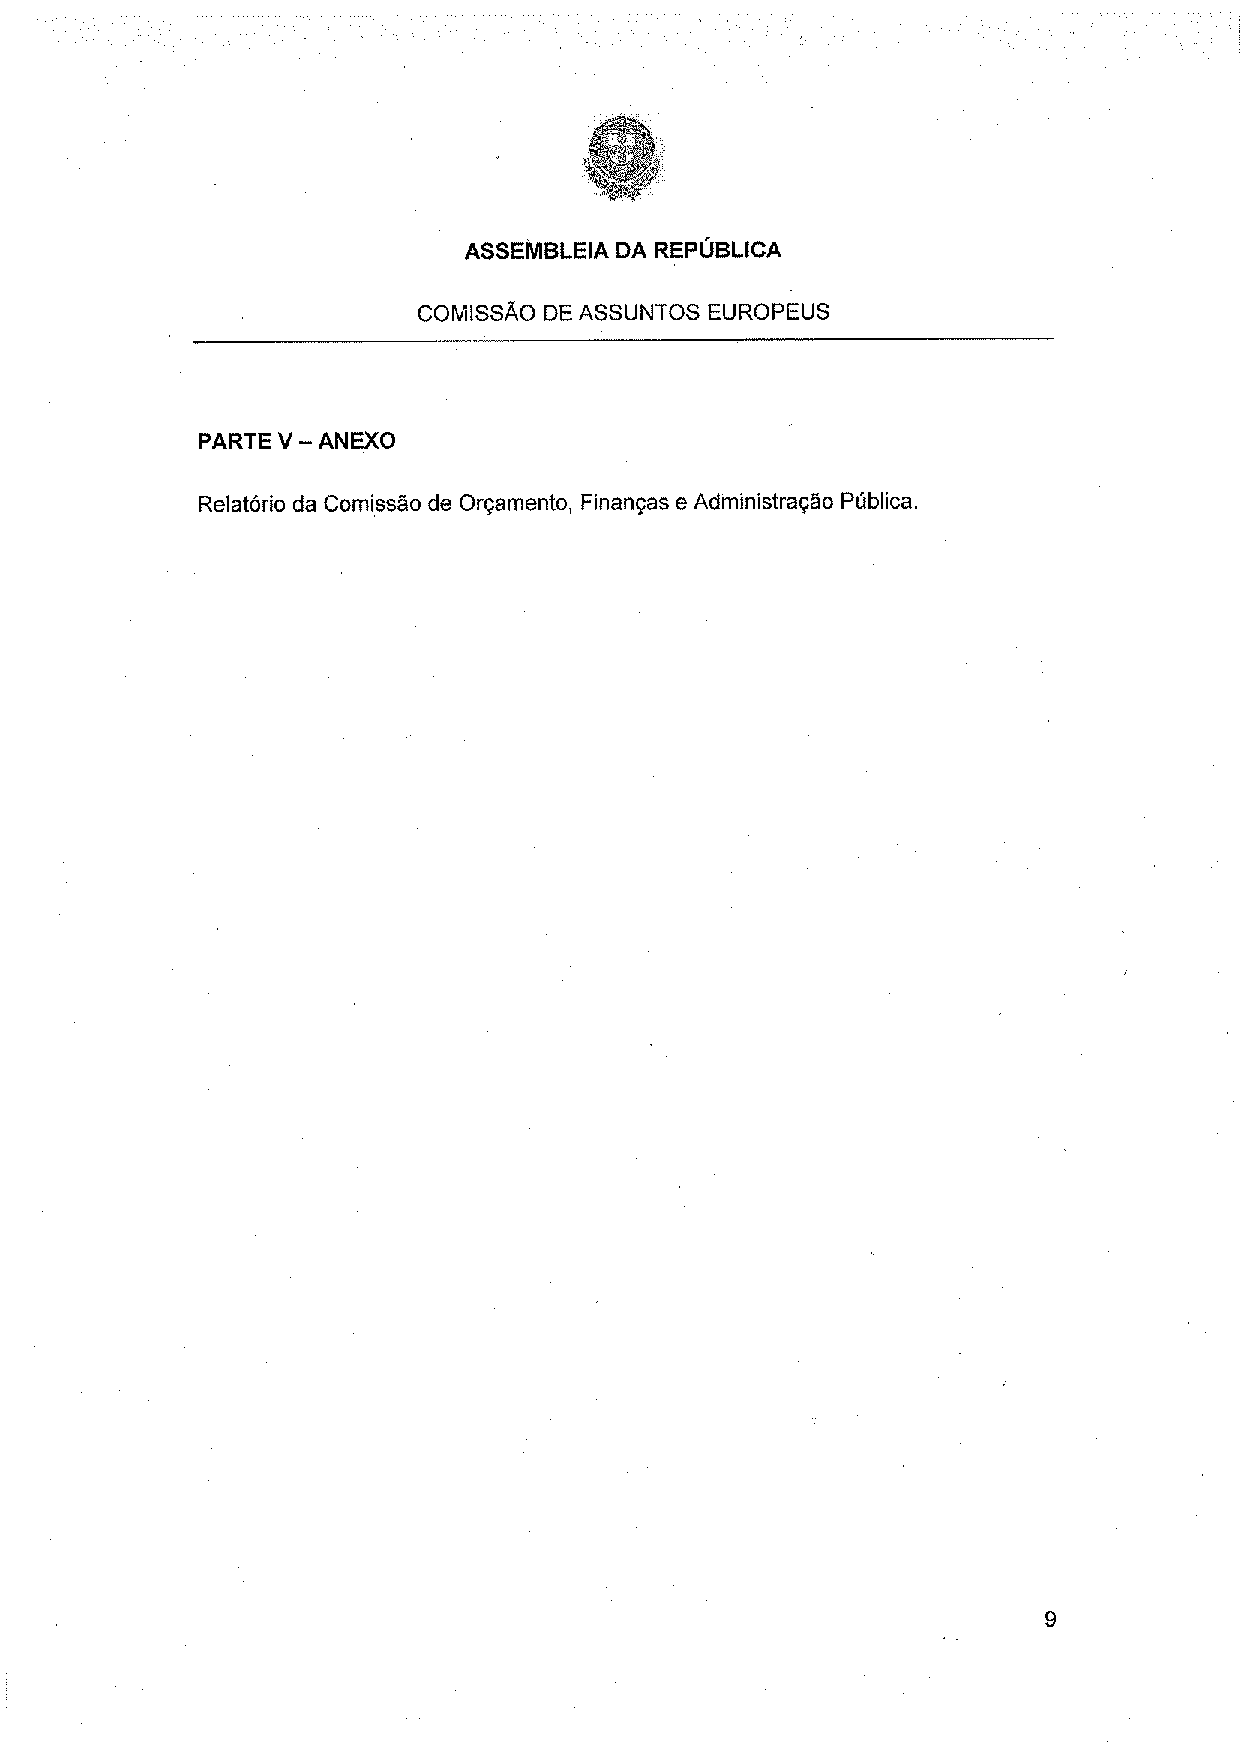 ASSEMBLEIA DA REPÚBLICA
COMISSÃO DE ASSUNTOS EUROPEUS
PARTE V – ANEXO
Relatório da Comissão de Orçamento, Finanças e Administração Pública.
9